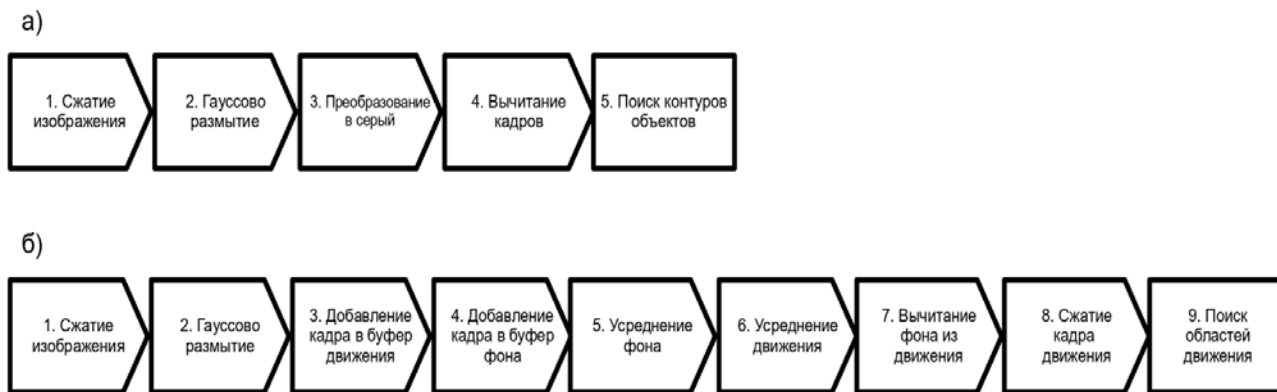 а)
1. Сжатие
изображения
2. Гауссово
размытие
3. Преобразование
в серый
4. Вычитание
кадров
5. Поиск контуров
объектов
б)
1. Сжатие
изображения
2. Гауссово
размытие
3. Добавление
кадра в буфер
движения
4. Добавление
кадра в буфер
фона
5. Усреднение
фона
6. Усреднение
движения
7. Вычитание
фона из
движения
8. Сжатие
кадра
движения
9. Поиск
областей
движения